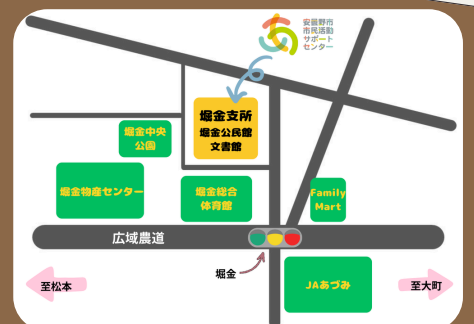 安曇野市
市民活動
サポート
センター
堀金支所
堀金公民館
文書館
堀金中央
公園
堀金物産センター
堀金総合
体育館
Family
Mart
広域農道
堀金
至松本
JAあづみ
至大町